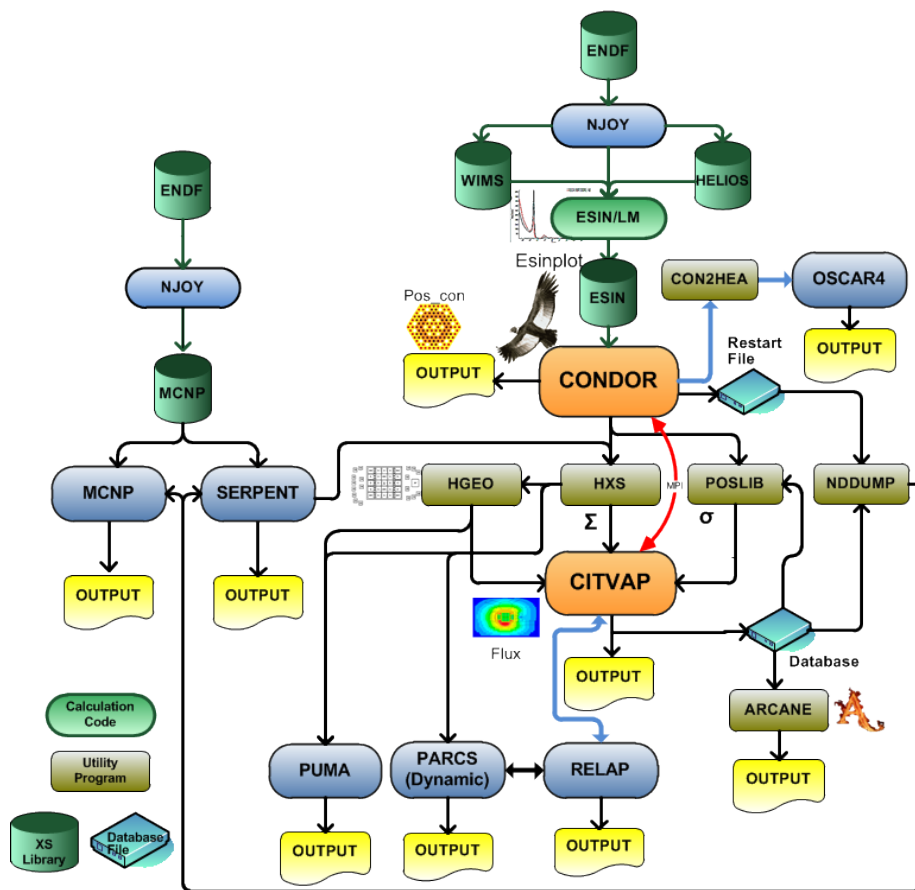 ENDF
NJOY
WIMS
HELIOS
ENDF
ESIN/LM
Esinplot
NJOY
ESIN
CON2HEA
OSCAR4
Pos_con
OUTPUT
CONDOR
Restart
File
OUTPUT
MCNP
MCNP
SERPENT
HGEO
HXS
MPI
POSLIB
NDDUMP
Σ
σ
OUTPUT
OUTPUT
CITVAP
Flux
OUTPUT
Database
Calculation
Code
ARCANE
A
Utility
Program
PUMA
PARCS
(Dynamic)
RELAP
OUTPUT
XS
Library
Database
File
OUTPUT
OUTPUT
OUTPUT